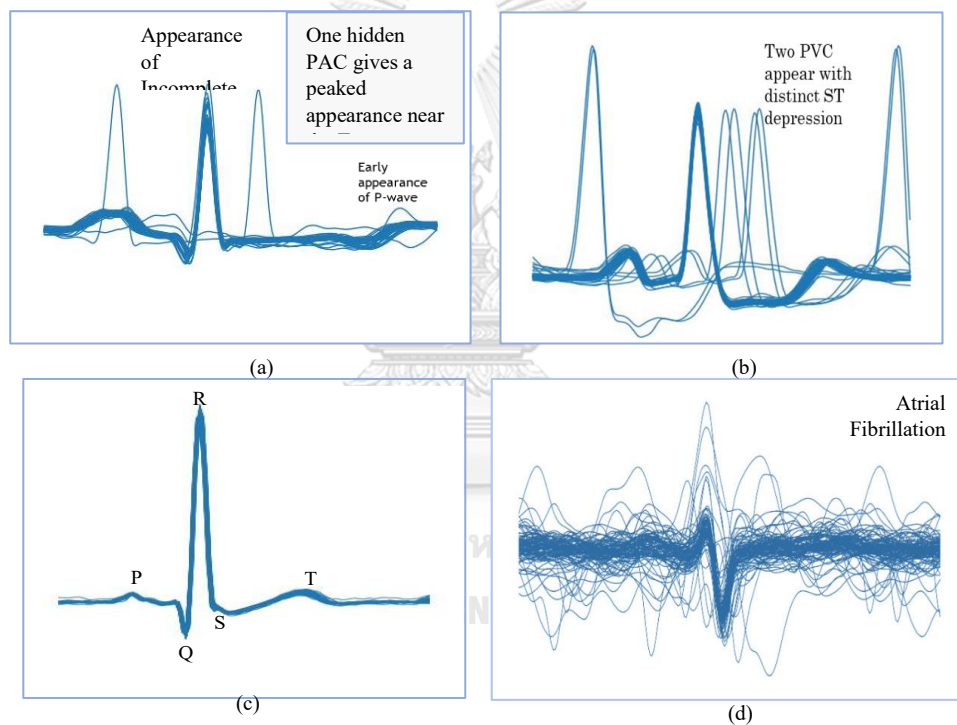 Appearance
of
Incomplete
One hidden
PAC gives a
peaked
appearance near
Early
appearance
of P-wave
(a)
Two PVC
appear with
distinct ST
depression
(b)
R
P
T
S
Q
(c)
Atrial
Fibrillation
(d)